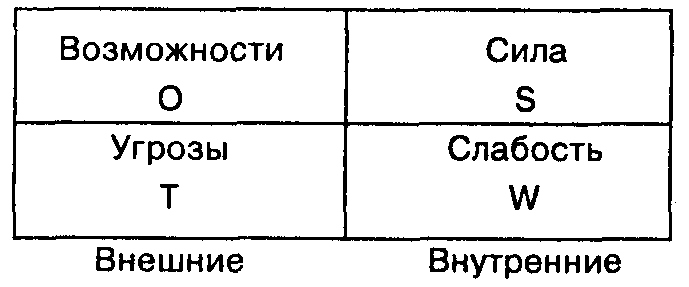 Возможности Сила
O S
Угрозы Слабость
T W
Внешние Внутренние